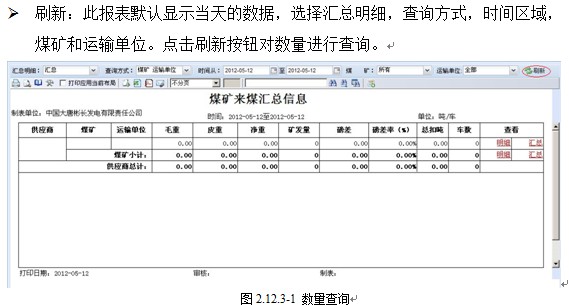 ➢ 刷新：此报表默认显示当天的数据，选择汇总明细，查询方式，时间区域，
煤矿和运输单位。点击刷新按钮对数量进行查询。
汇总明细： 汇总 查询方式： 煤矿 运输单位 时间从： 2012-05-12 至 2012-05-12 煤 矿： 所有 运输单位： 全部 刷新
打印应用当前布局 不分页
煤矿来煤汇总信息
制表单位：中国大唐彬长发电有限责任公司 时间：2012-05-12至2012-05-12 单位：吨/车
供应商 煤矿 运输单位 毛重 皮重 净重 矿发量 磅差 磅差率（%） 总扣吨 车数 查看
0.00 0.00 0.00 0 0.00 0.00% 0.00 0 明细 汇总
煤矿小计： 0.00 0.00 0.00 0 0.00 0.00% 0.00 0 明细 汇总
供应商总计： 0.00 0.00 0.00 0 0.00 0.00% 0.00 0
打印日期：2012-05-12 审核： 制表：
图 2.12.3-1 数量查询